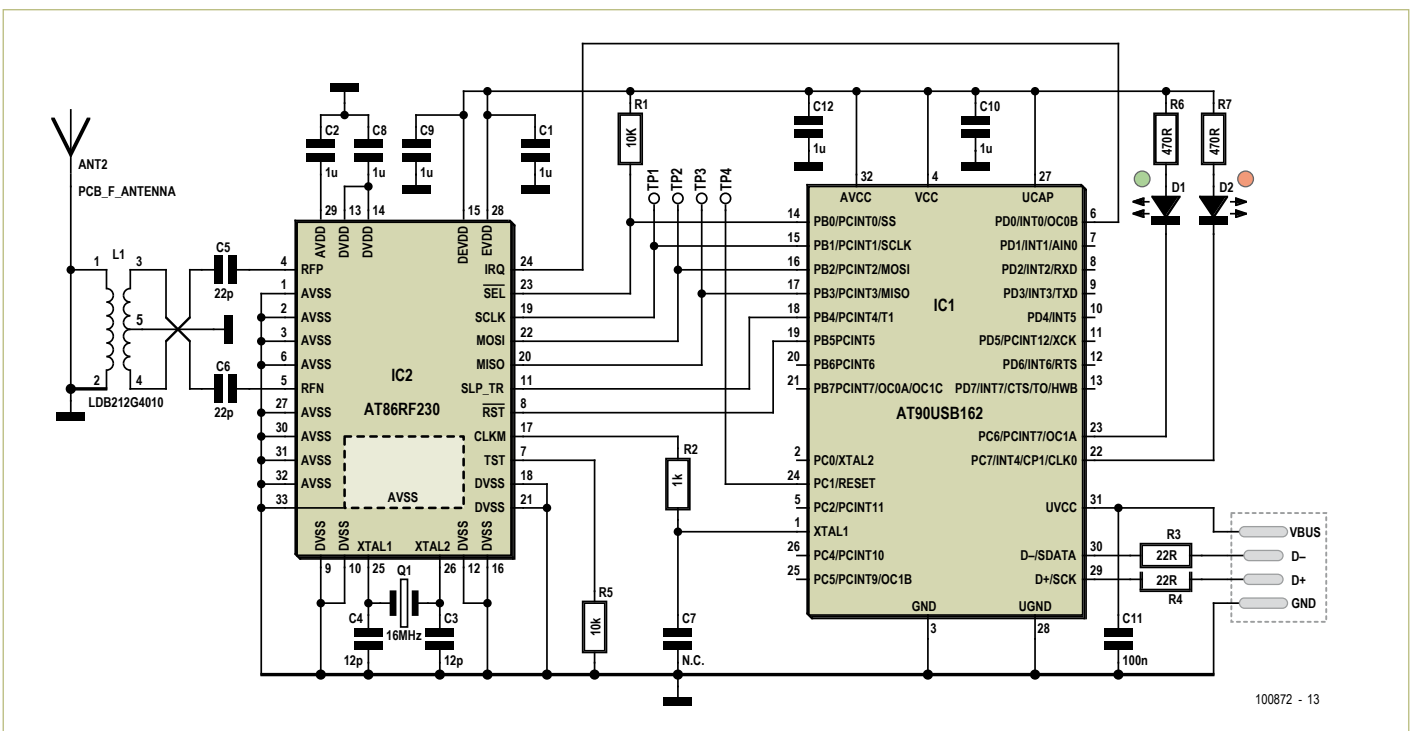 ANT2
PCB_F_ANTENNA
L1
1
3
5
2
4
LDB212G4010
C5
22p
C6
22p
C2
1u
C8
1u
C9
1u
C1
1u
29
13
14
15
28
AVDD
DVDD
DVDD
DEVDD
EVDD
4 RFP
1 AVSS
2 AVSS
3 AVSS
6 AVSS
5 RFN
27 AVSS
30 AVSS
31 AVSS
32 AVSS
33
AVSS
IC2
AT86RF230
IRQ 24
SEL 23
SCLK 19
MOSI 22
MISO 20
SLP_TR 11
RST 8
CLKM 17
TST 7
DVSS 18
DVSS 21
DVSS
DVSS
XTAL1
XTAL2
DVSS
DVSS
9
10
25
26
12
16
Q1
16MHz
C4
12p
C3
12p
R5
10k
R2
1k
C7
N.C.
R1
10K
TP1
TP2
TP3
TP4
C12
1u
C10
1u
32
4
27
AVCC
VCC
UCAP
14 PB0/PCINT0/SS
15 PB1/PCINT1/SCLK
16 PB2/PCINT2/MOSI
17 PB3/PCINT3/MISO
18 PB4/PCINT4/T1
19 PB5PCINT5
20 PB6PCINT6
21 PB7PCINT7/OC0A/OC1C
2 PC0/XTAL2
24 PC1/RESET
5 PC2/PCINT11
1 XTAL1
26 PC4/PCINT10
25 PC5/PCINT9/OC1B
IC1
AT90USB162
PD0/INT0/OC0B 6
PD1/INT1/AIN0 7
PD2/INT2/RXD 8
PD3/INT3/TXD 9
PD4/INT5 10
PD5/PCINT12/XCK 11
PD6/INT6/RTS 12
PD7/INT7/CTS/TO/HWB 13
PC6/PCINT7/OC1A 23
PC7/INT4/CP1/CLK0 22
UVCC 31
D–/SDATA 30
D+/SCK 29
GND
UGND
3
28
R6
470R
R7
470R
D1
D2
R3
22R
22R
R4
C11
100n
VBUS
D–
D+
GND
100872 - 13